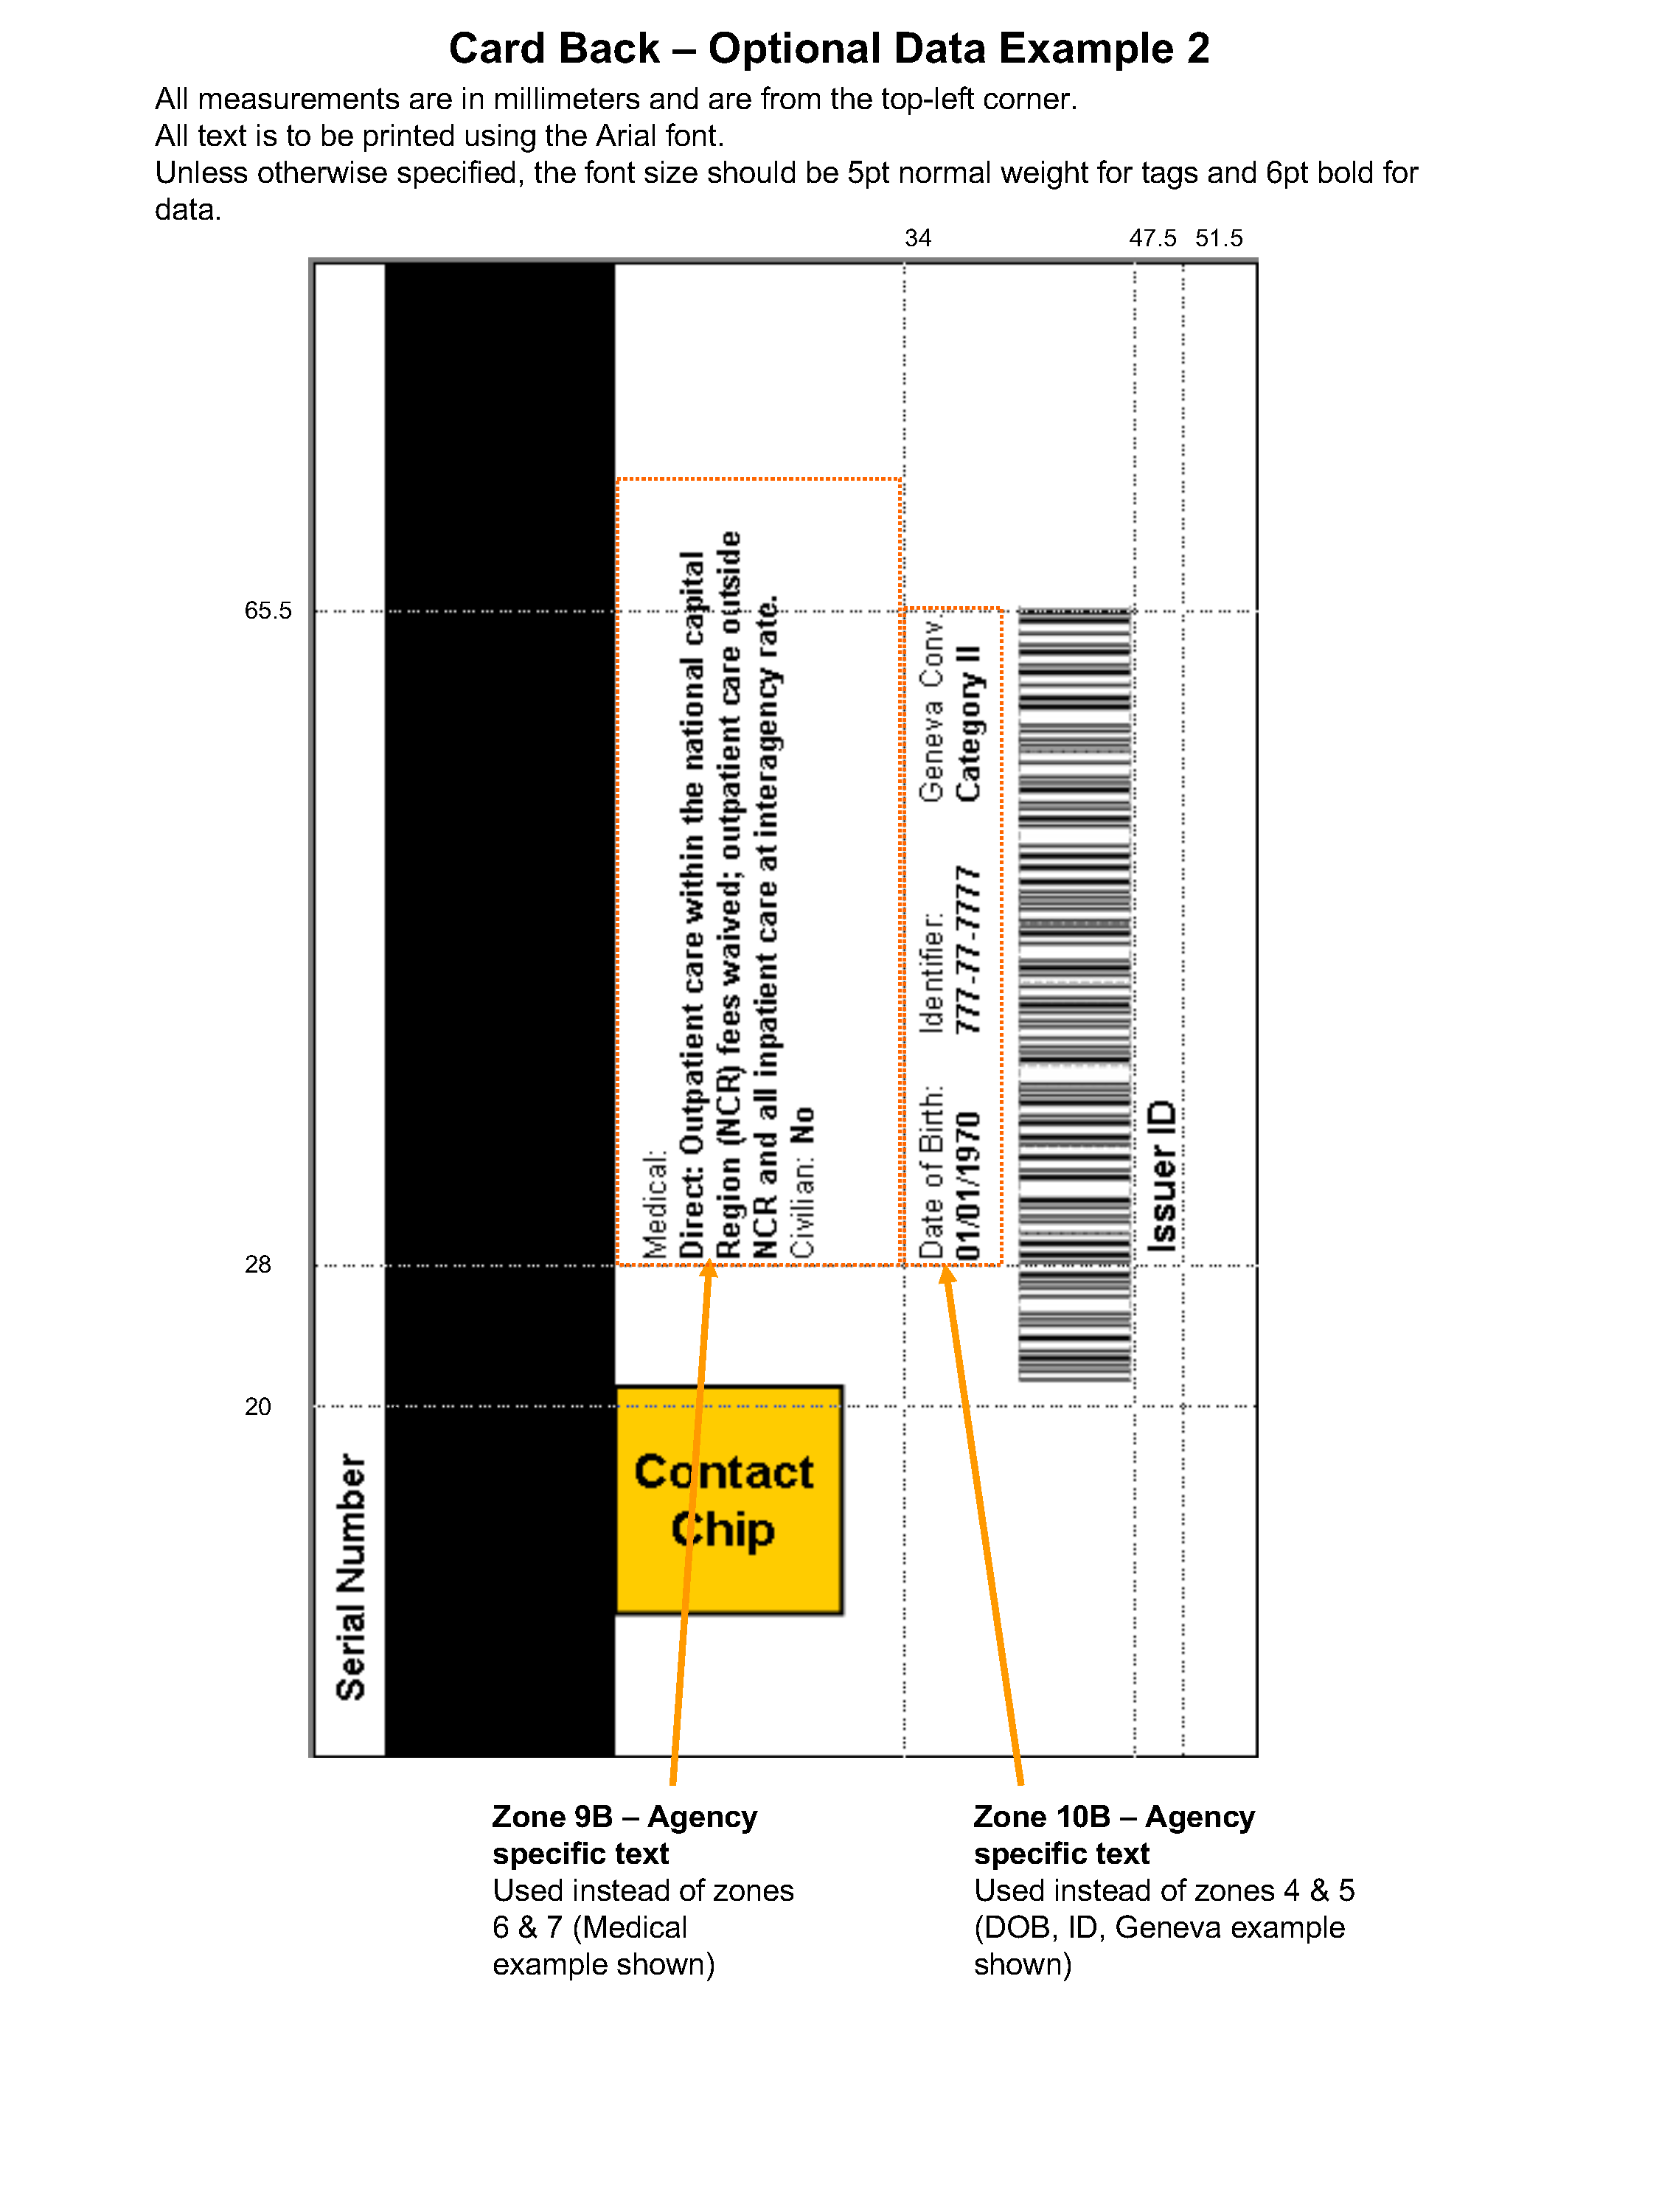 Card Back – Optional Data Example 2
All measurements are in millimeters and are from the top-left corner.
All text is to be printed using the Arial font.
Unless otherwise specified, the font size should be 5pt normal weight for tags and 6pt bold for
data.
34
47.5
51.5
65.5
28
20
Serial Number
Medical:
Direct: Outpatient care within the national capital
Region (NCR) fees waived; outpatient care outside
NCR and all inpatient care at interagency rate.
Civilian: No
Date of Birth: Identifier: Geneva Conv.
01/01/1970 777-77-7777 Category II
Issuer ID
Contact
Chip
Zone 9B – Agency
specific text
Used instead of zones
6 & 7 (Medical
example shown)
Zone 10B – Agency
specific text
Used instead of zones 4 & 5
(DOB, ID, Geneva example
shown)